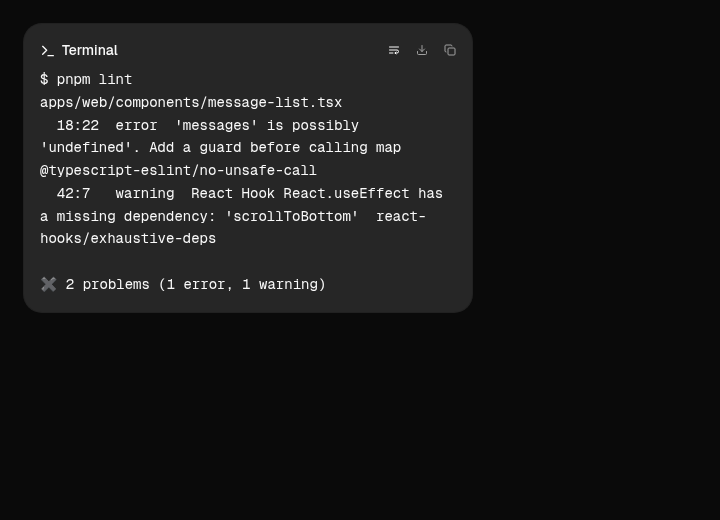 Terminal
$ pnpm lint
apps/web/components/message-list.tsx
  18:22  error  'messages' is possibly
'undefined'. Add a guard before calling map
@typescript-eslint/no-unsafe-call
  42:7   warning  React Hook React.useEffect has
a missing dependency: 'scrollToBottom'  react-
hooks/exhaustive-deps

✖ 2 problems (1 error, 1 warning)